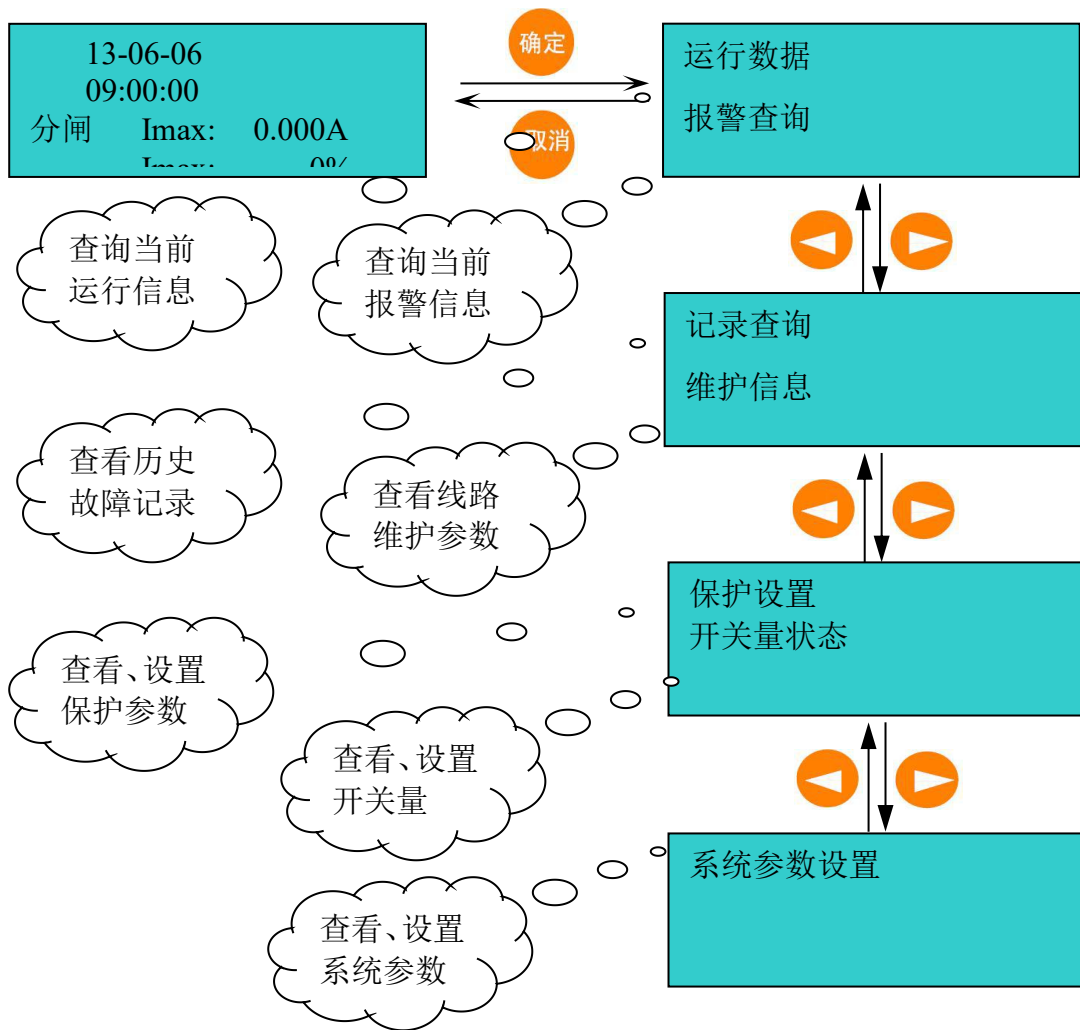 13-06-06
09:00:00
分闸 Imax: 0.000A
Imax: 0%
确定
取消
运行数据
报警查询
查询当前
运行信息
查询当前
报警信息
记录查询
维护信息
查看历史
故障记录
查看线路
维护参数
保护设置
开关量状态
查看、设置
保护参数
查看、设置
开关量
系统参数设置
查看、设置
系统参数